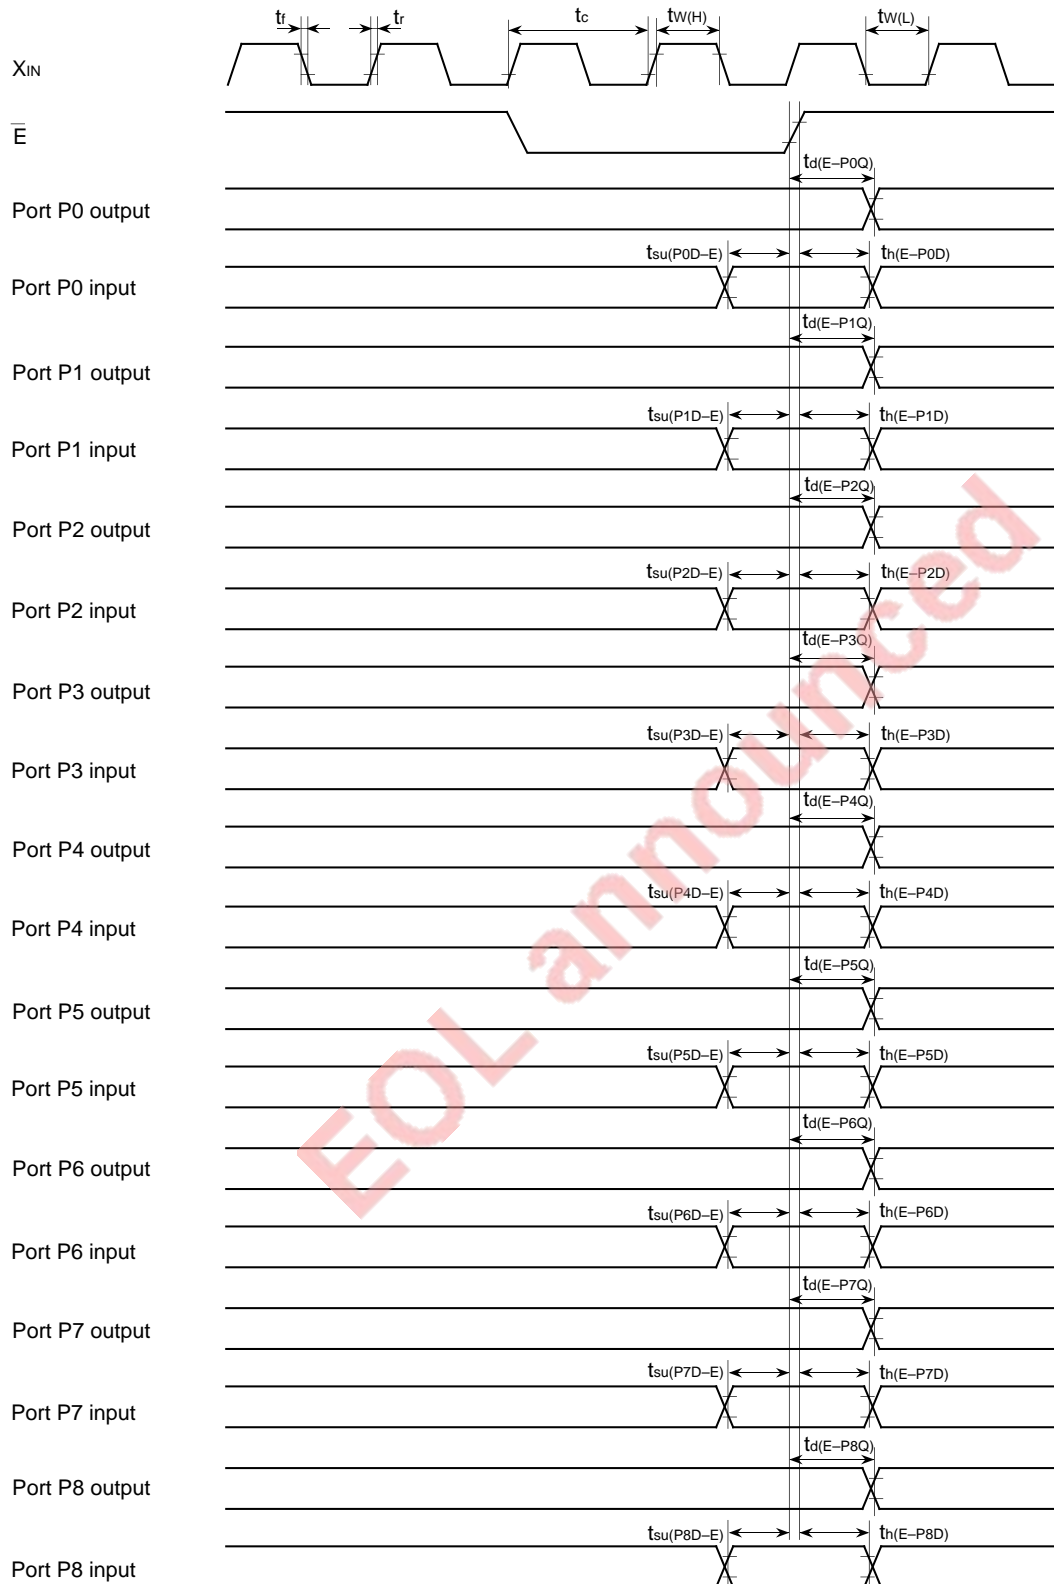 tf tr tc tW(H) tW(L)
XIN
E̅
td(E–P0Q)
Port P0 output
tsu(P0D–E) th(E–P0D)
Port P0 input
td(E–P1Q)
Port P1 output
tsu(P1D–E) th(E–P1D)
Port P1 input
td(E–P2Q)
Port P2 output
tsu(P2D–E) th(E–P2D)
Port P2 input
td(E–P3Q)
Port P3 output
tsu(P3D–E) th(E–P3D)
Port P3 input
td(E–P4Q)
Port P4 output
tsu(P4D–E) th(E–P4D)
Port P4 input
td(E–P5Q)
Port P5 output
tsu(P5D–E) th(E–P5D)
Port P5 input
td(E–P6Q)
Port P6 output
tsu(P6D–E) th(E–P6D)
Port P6 input
td(E–P7Q)
Port P7 output
tsu(P7D–E) th(E–P7D)
Port P7 input
td(E–P8Q)
Port P8 output
tsu(P8D–E) th(E–P8D)
Port P8 input
EOL announced